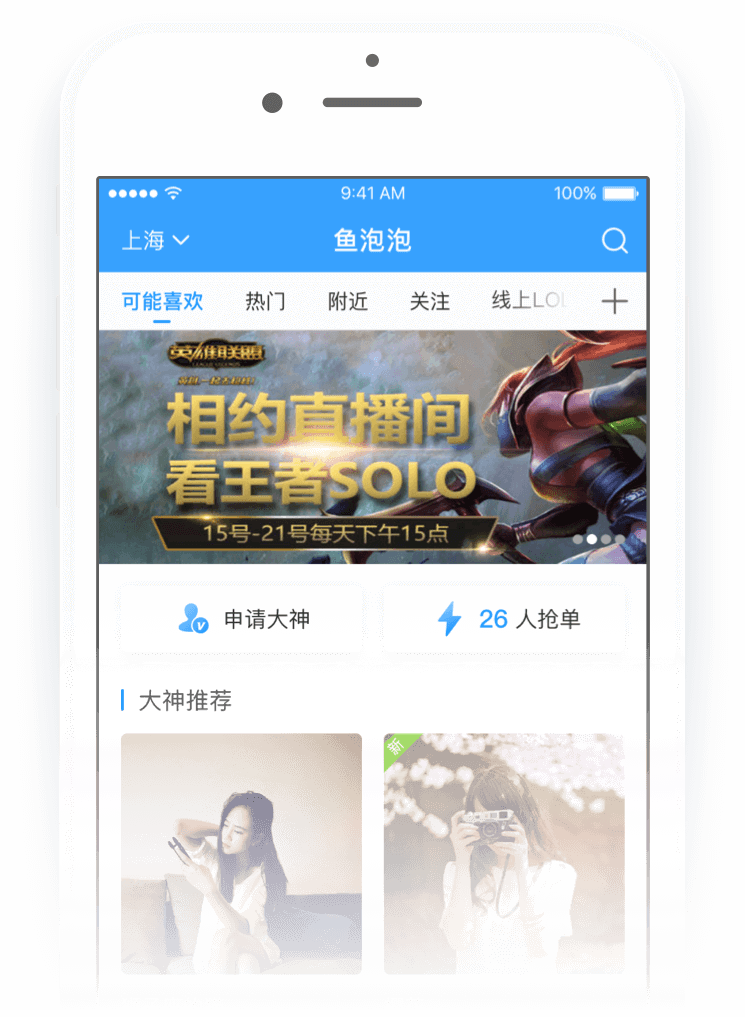 9:41 AM
100%
上海
鱼泡泡
可能喜欢
热门
附近
关注
线上LOL
英雄联盟
LEAGUE LEGENDS
相约直播间
看王者SOLO
15号-21号每天下午15点
申请大神
26 人抢单
大神推荐
新